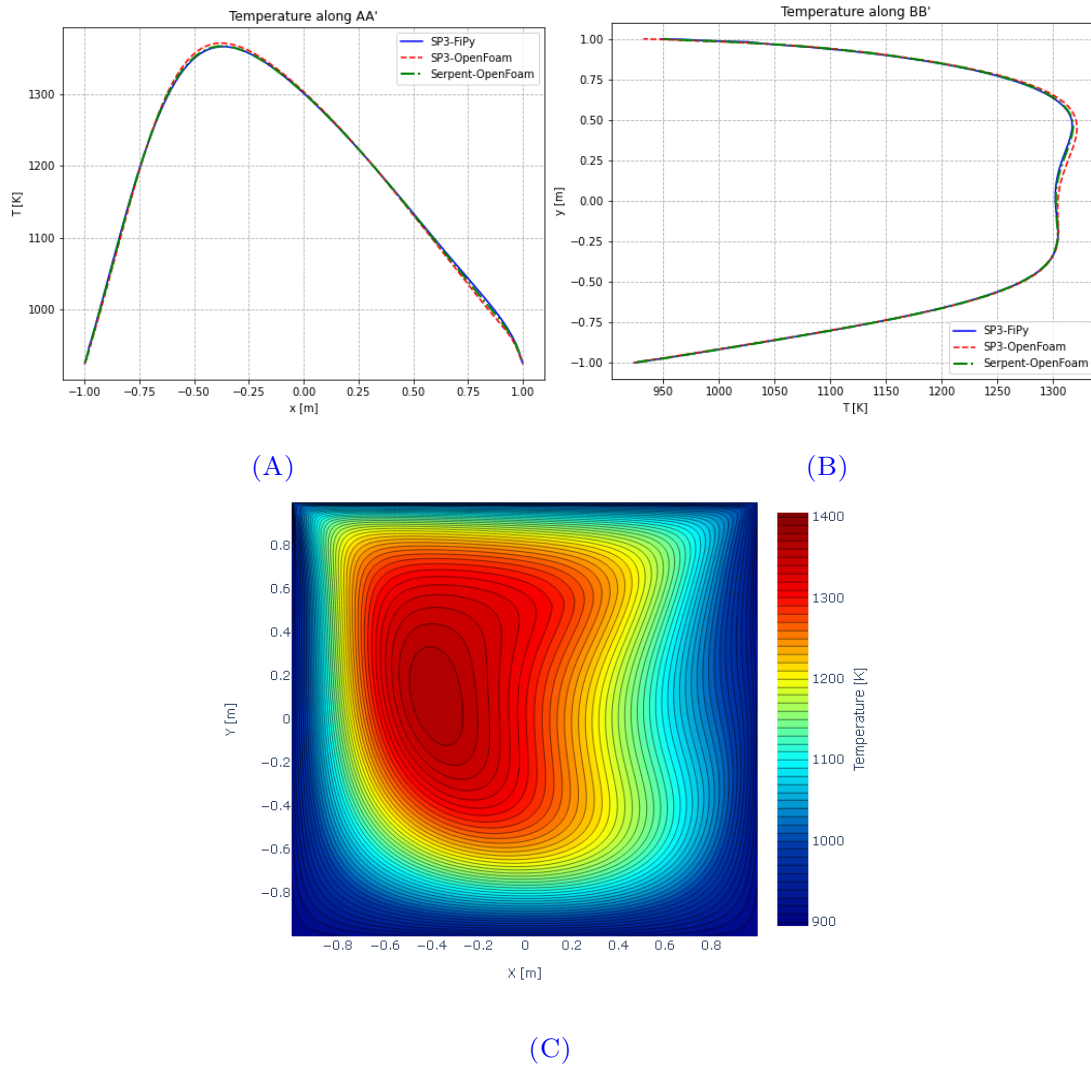 Temperature along AA'
SP3-FiPy
SP3-OpenFoam
Serpent-OpenFoam
T [K]
1300
1200
1100
1000
−1.00 −0.75 −0.50 −0.25 0.00 0.25 0.50 0.75 1.00
x [m]
(A)
Temperature along BB'
y [m]
1.00
0.75
0.50
0.25
0.00
−0.25
−0.50
−0.75
−1.00
SP3-FiPy
SP3-OpenFoam
Serpent-OpenFoam
950 1000 1050 1100 1150 1200 1250 1300
T [K]
(B)
Y [m]
0.8
0.6
0.4
0.2
0
−0.2
−0.4
−0.6
−0.8
−0.8 −0.6 −0.4 −0.2 0 0.2 0.4 0.6 0.8
X [m]
1400
1300
1200
1100
1000
900
Temperature [K]
(C)